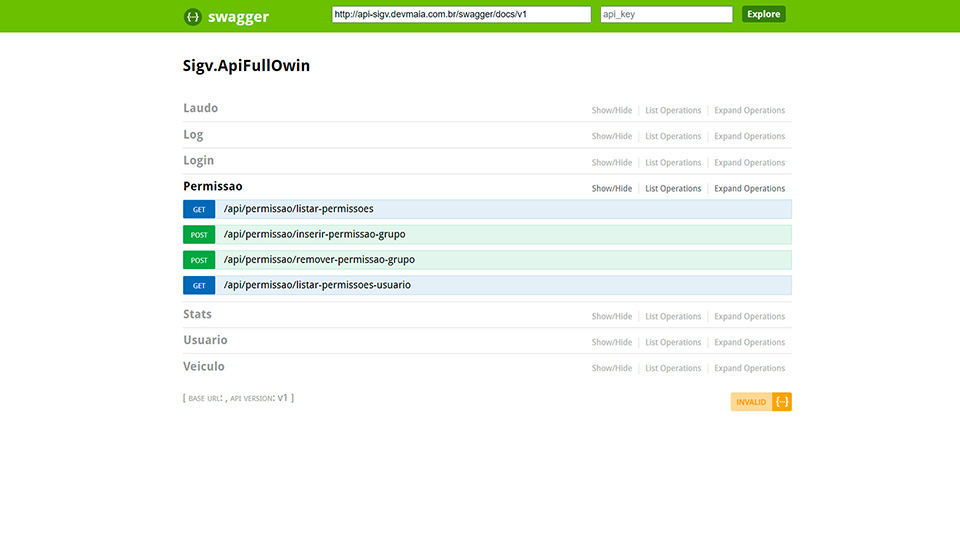 {···} swagger http://api-sigv.devmaia.com.br/swagger/docs/v1 api_key Explore
Sigv.ApiFullOwin
Laudo Show/Hide List Operations Expand Operations
Log Show/Hide List Operations Expand Operations
Login Show/Hide List Operations Expand Operations
Permissao Show/Hide List Operations Expand Operations
GET /api/permissao/listar-permissoes
POST /api/permissao/inserir-permissao-grupo
POST /api/permissao/remover-permissao-grupo
GET /api/permissao/listar-permissoes-usuario
Stats Show/Hide List Operations Expand Operations
Usuario Show/Hide List Operations Expand Operations
Veiculo Show/Hide List Operations Expand Operations
[ BASE URL: , API VERSION: V1 ] INVALID {···}